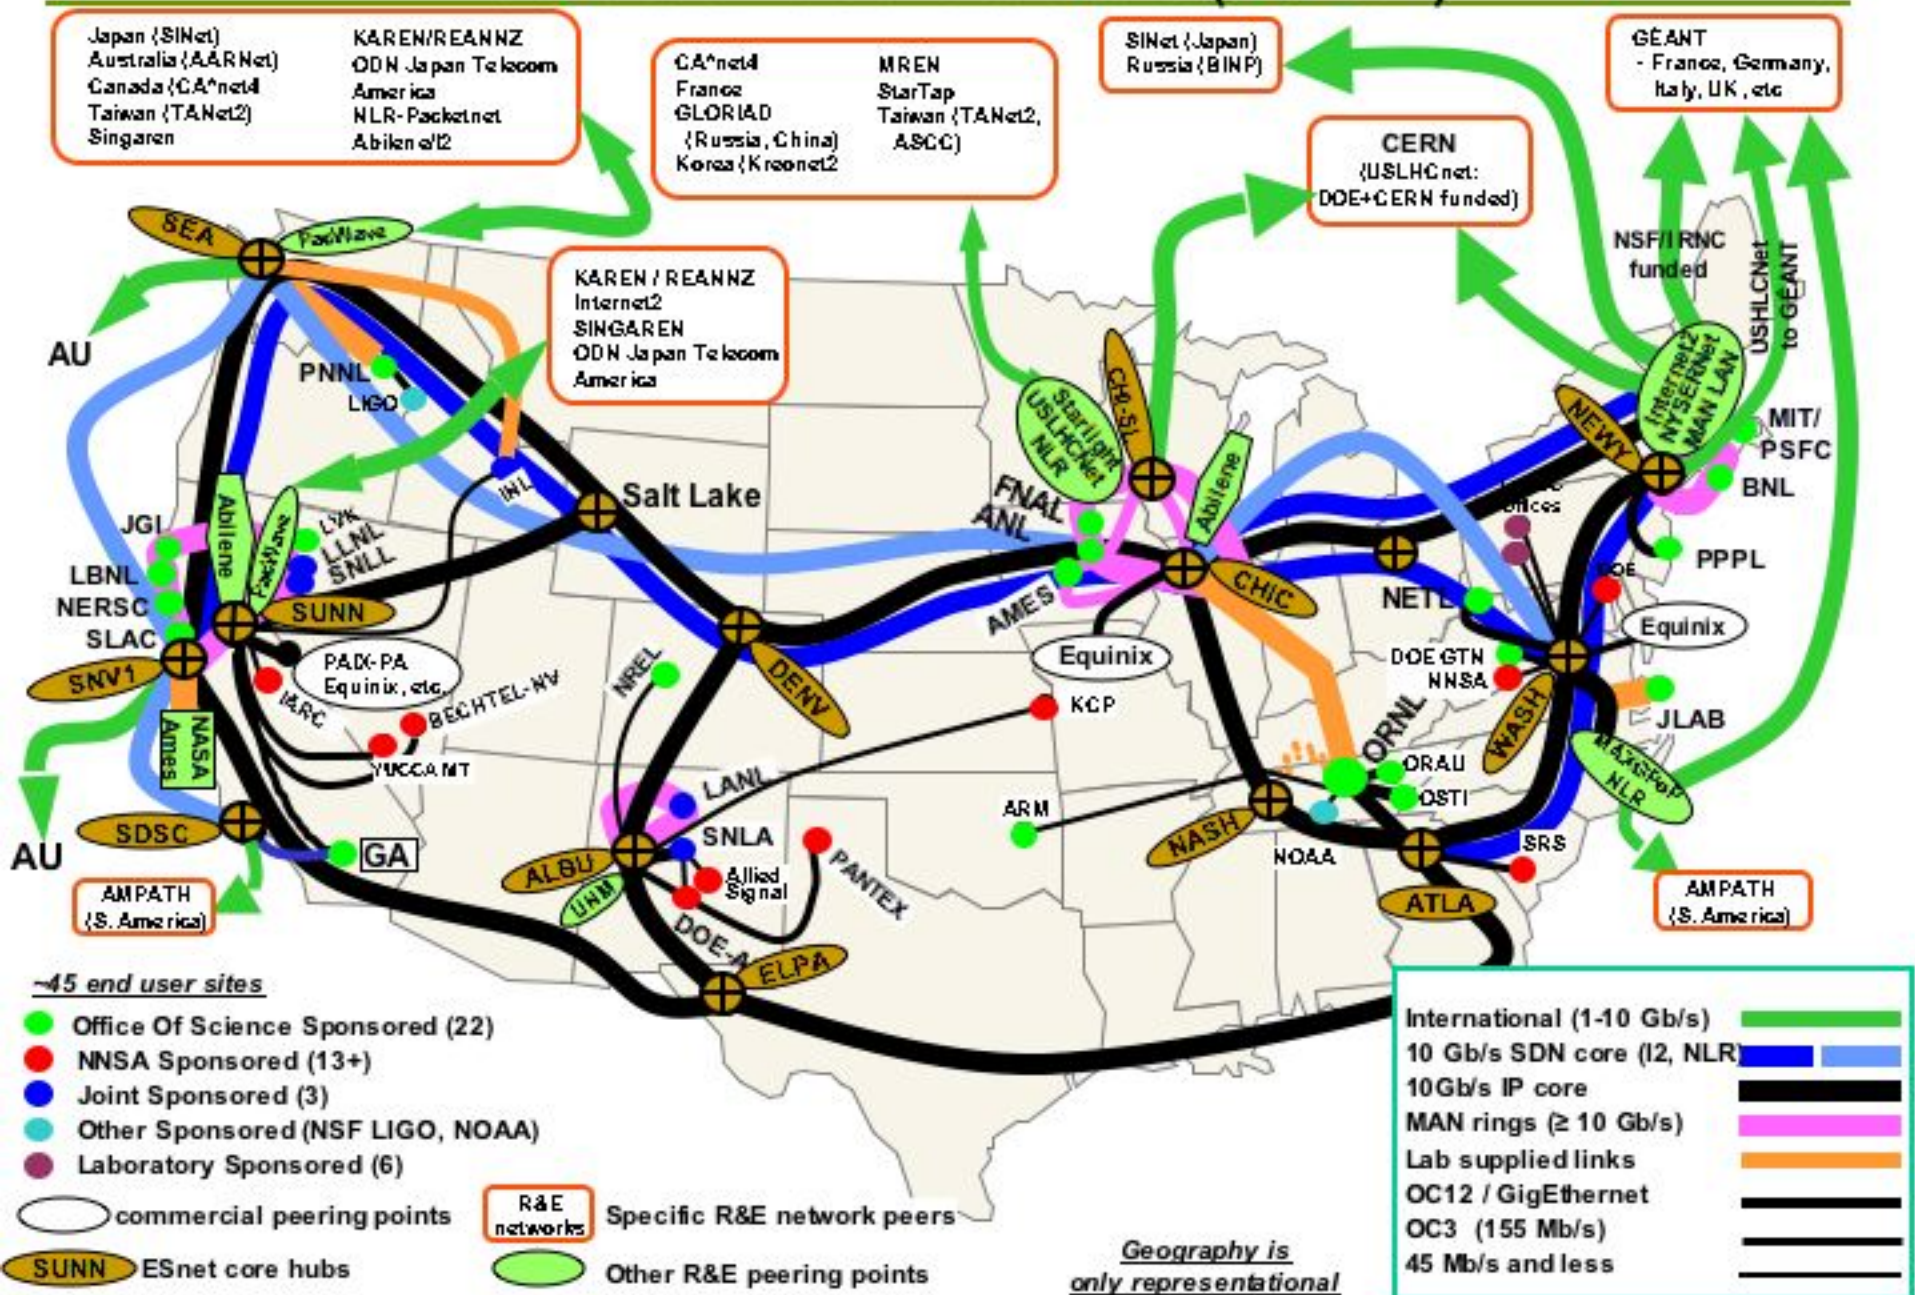 Japan (SINet)
Australia (AARNet)
Canada (CA*net4
Taiwan (TANet2)
Singaren
KAREN/REANNZ
ODN Japan Telecom
America
NLR-Packetnet
Abilene/I2
CA*net4
France
GLORIAD
(Russia, China)
Korea (Kreonet2
MREN
StarTap
Taiwan (TANet2,
ASCC)
SINet (Japan)
Russia (BINP)
GÉANT
- France, Germany,
Italy, UK, etc
CERN
(USLHCnet:
DOE+CERN funded)
NSF/IRNC
funded
USHLCNet
to GÉANT
SEA
PacWave
AU
KAREN / REANNZ
Internet2
SINGAREN
ODN Japan Telecom
America
PNNL
LIGO
INL
Salt Lake
CHI-SL
Starlight
USLHCNet
NLR
Abilene
FNAL
ANL
AMES
CHIC
Equinix
NEWY
Internet2
NYSERNet
MAN LAN
MIT/
PSFC
BNL
PPPL
Offices
DOE
NETL
Equinix
DOE GTN
NNSA
WASH
JLAB
MAXGPoP
NLR
JGI
LBNL
NERSC
SLAC
Abilene
PacWave
LVK
LLNL
SNLL
SUNN
SNV1
PAIX-PA
Equinix, etc.
IARC
BECHTEL-NV
YUCCA MT
NASA
Ames
AU
SDSC
GA
AMPATH
(S. America)
NREL
DENV
KCP
LANL
SNLA
ALBU
UNM
Allied
Signal
PANTEX
DOE-A
ELPA
ARM
ORNL
ORAU
OSTI
NASH
NOAA
SRS
ATLA
AMPATH
(S. America)
~45 end user sites
Office Of Science Sponsored (22)
NNSA Sponsored (13+)
Joint Sponsored (3)
Other Sponsored (NSF LIGO, NOAA)
Laboratory Sponsored (6)
commercial peering points
SUNN ESnet core hubs
R&E
networks
Specific R&E network peers
Other R&E peering points
Geography is
only representational
International (1-10 Gb/s)
10 Gb/s SDN core (I2, NLR)
10Gb/s IP core
MAN rings (≥ 10 Gb/s)
Lab supplied links
OC12 / GigEthernet
OC3 (155 Mb/s)
45 Mb/s and less